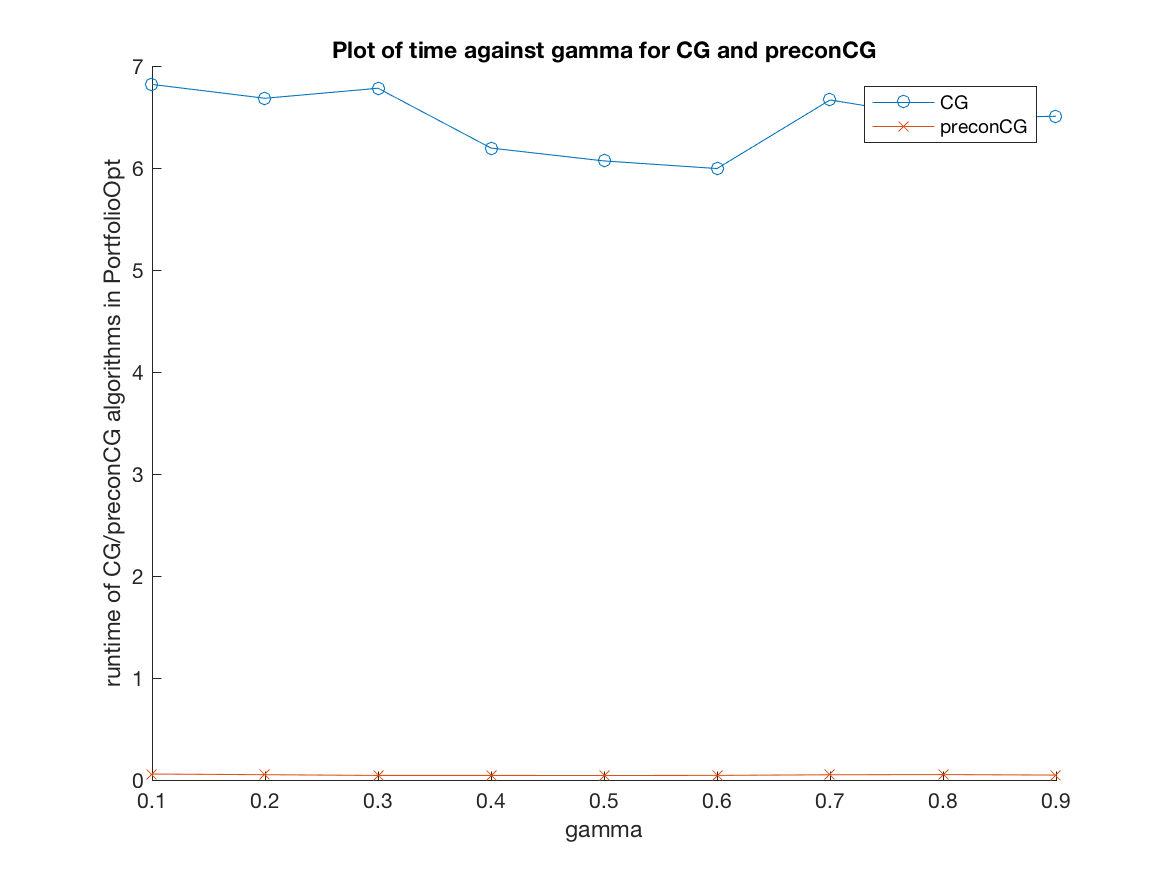 Plot of time against gamma for CG and preconCG
7
6
5
4
3
2
1
0
runtime of CG/preconCG algorithms in PortfolioOpt
CG
preconCG
0.1 0.2 0.3 0.4 0.5 0.6 0.7 0.8 0.9
gamma